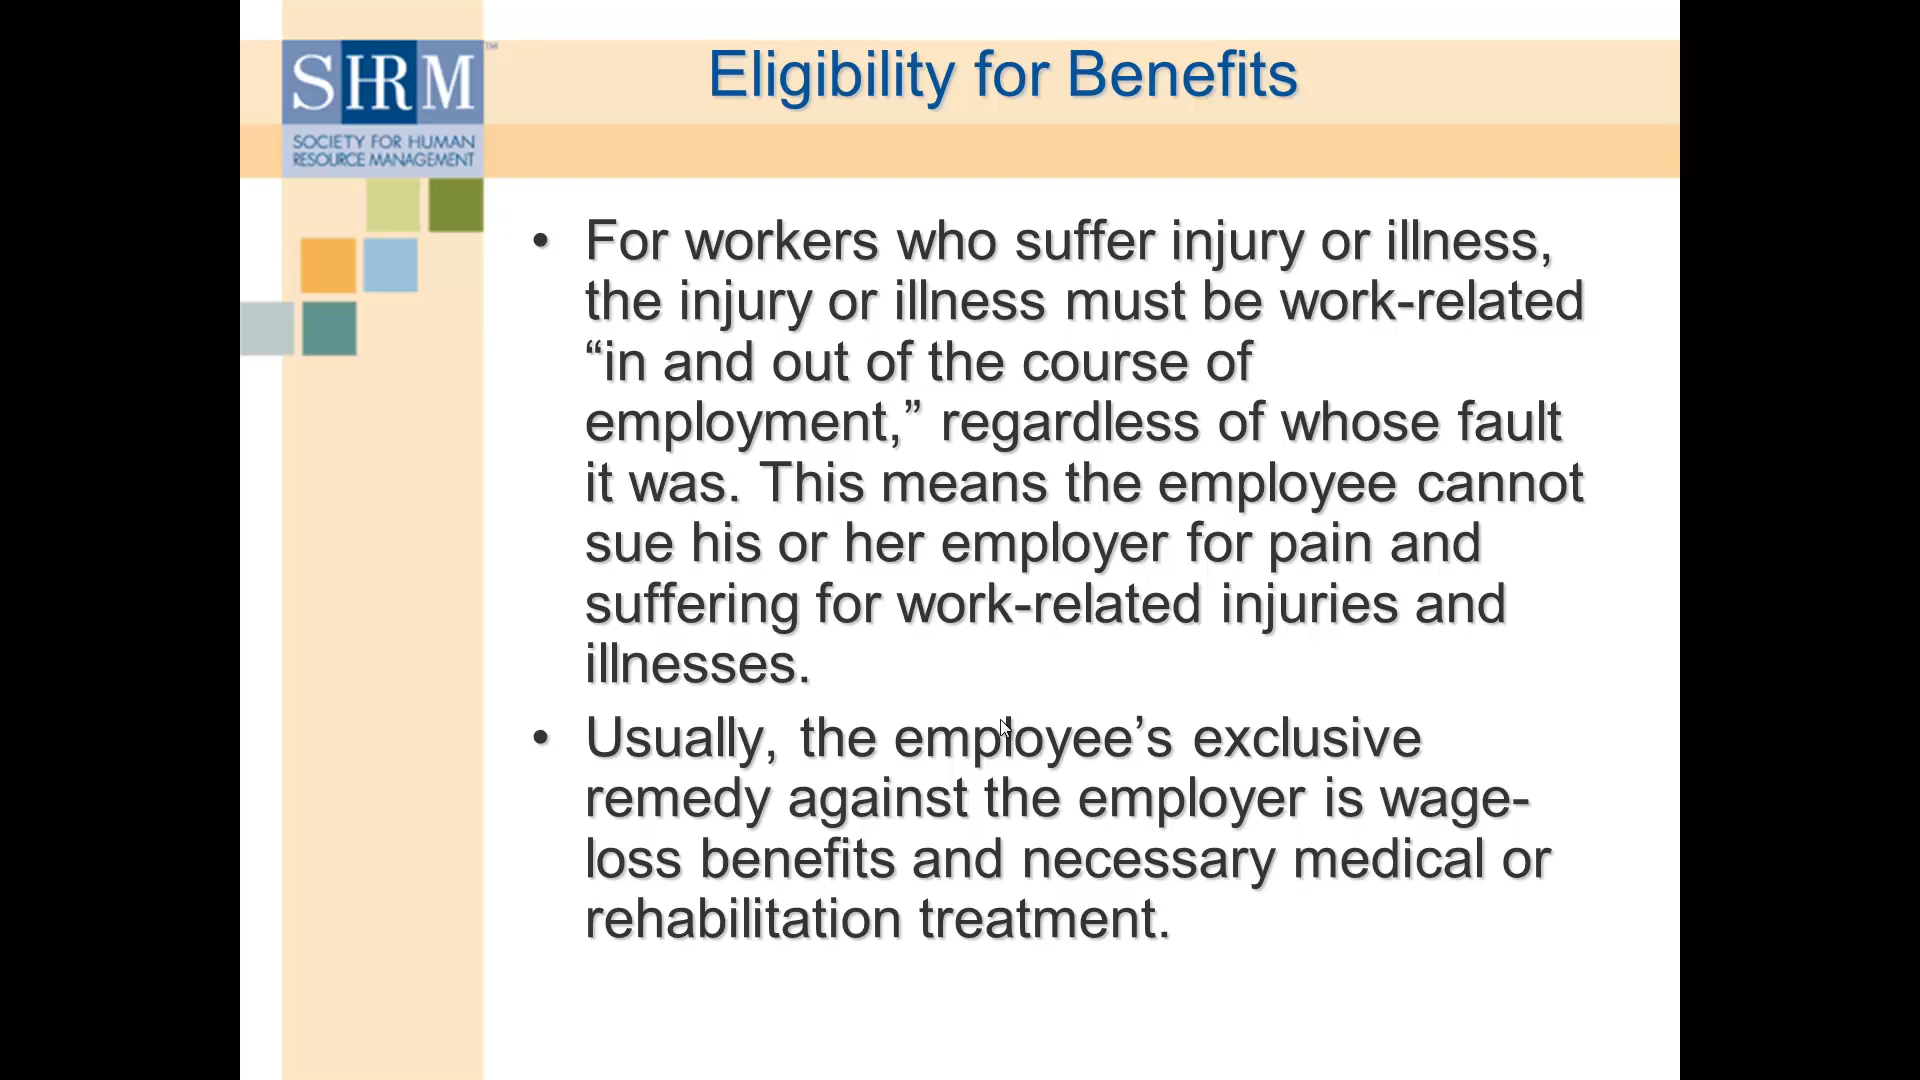 SHRM™
SOCIETY FOR HUMAN
RESOURCE MANAGEMENT
Eligibility for Benefits
• For workers who suffer injury or illness,
the injury or illness must be work-related
“in and out of the course of
employment,” regardless of whose fault
it was. This means the employee cannot
sue his or her employer for pain and
suffering for work-related injuries and
illnesses.
• Usually, the employee’s exclusive
remedy against the employer is wage-
loss benefits and necessary medical or
rehabilitation treatment.